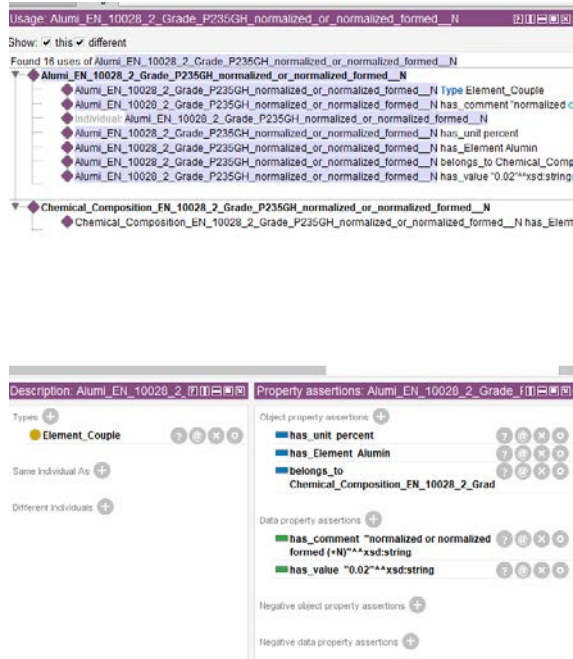 Usage: Alumi_EN_10028_2_Grade_P235GH_normalized_or_normalized_formed__N
Show: this different
Found 16 uses of Alumi_EN_10028_2_Grade_P235GH_normalized_or_normalized_formed__N
Alumi_EN_10028_2_Grade_P235GH_normalized_or_normalized_formed__N
Alumi_EN_10028_2_Grade_P235GH_normalized_or_normalized_formed__N Type Element_Couple
Alumi_EN_10028_2_Grade_P235GH_normalized_or_normalized_formed__N has_comment "normalized
Individual: Alumi_EN_10028_2_Grade_P235GH_normalized_or_normalized_formed__N
Alumi_EN_10028_2_Grade_P235GH_normalized_or_normalized_formed__N has_unit percent
Alumi_EN_10028_2_Grade_P235GH_normalized_or_normalized_formed__N has_Element Alumin
Alumi_EN_10028_2_Grade_P235GH_normalized_or_normalized_formed__N belongs_to Chemical_Comp
Alumi_EN_10028_2_Grade_P235GH_normalized_or_normalized_formed__N has_value "0.02"^^xsd:string
Chemical_Composition_EN_10028_2_Grade_P235GH_normalized_or_normalized_formed__N
Chemical_Composition_EN_10028_2_Grade_P235GH_normalized_or_normalized_formed__N has_Elem
Description: Alumi_EN_10028_2_
Types
Element_Couple
Same Individual As
Different Individuals
Property assertions: Alumi_EN_10028_2_Grade_
Object property assertions
has_unit percent
has_Element Alumin
belongs_to
Chemical_Composition_EN_10028_2_Grad
Data property assertions
has_comment "normalized or normalized
formed (+N)"^^xsd:string
has_value "0.02"^^xsd:string
Negative object property assertions
Negative data property assertions